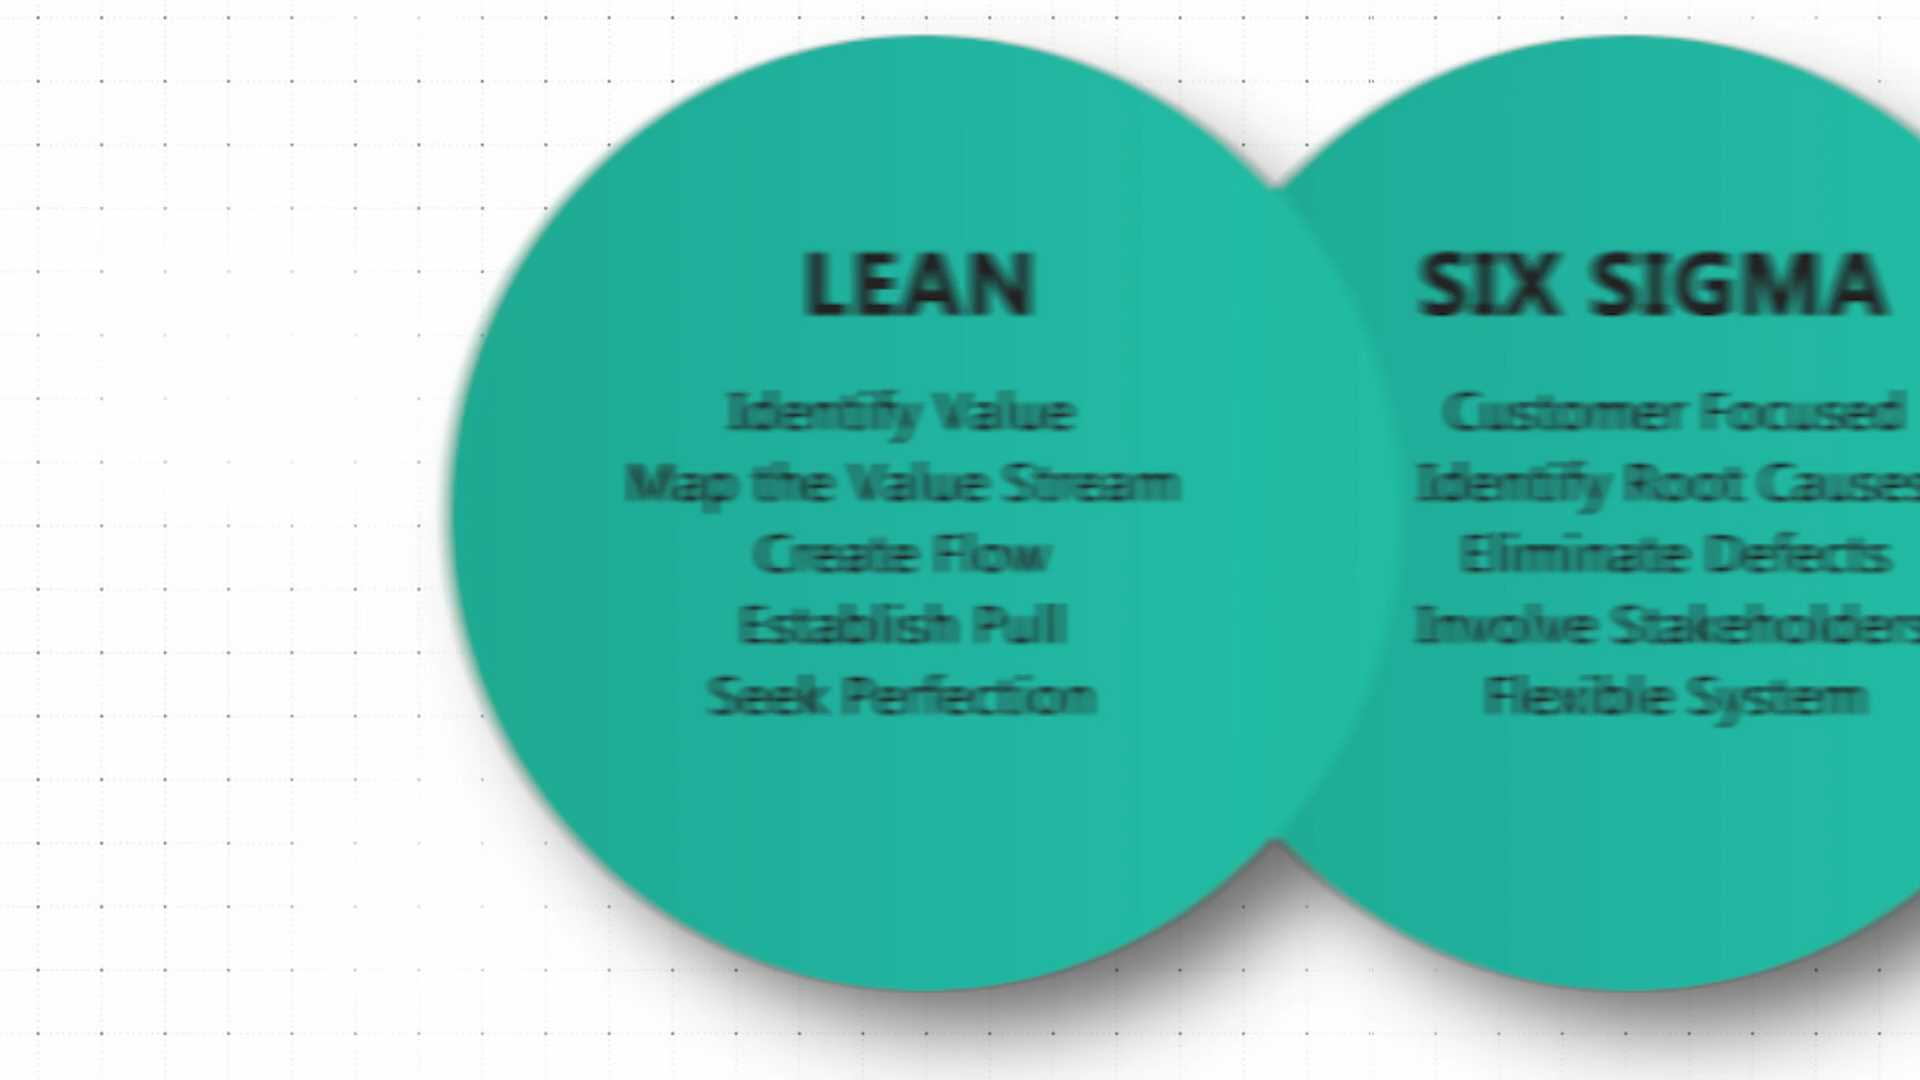 LEAN
Identify Value
Map the Value Stream
Create Flow
Establish Pull
Seek Perfection
SIX SIGMA
Customer Focused
Identify Root Causes
Eliminate Defects
Involve Stakeholders
Flexible System